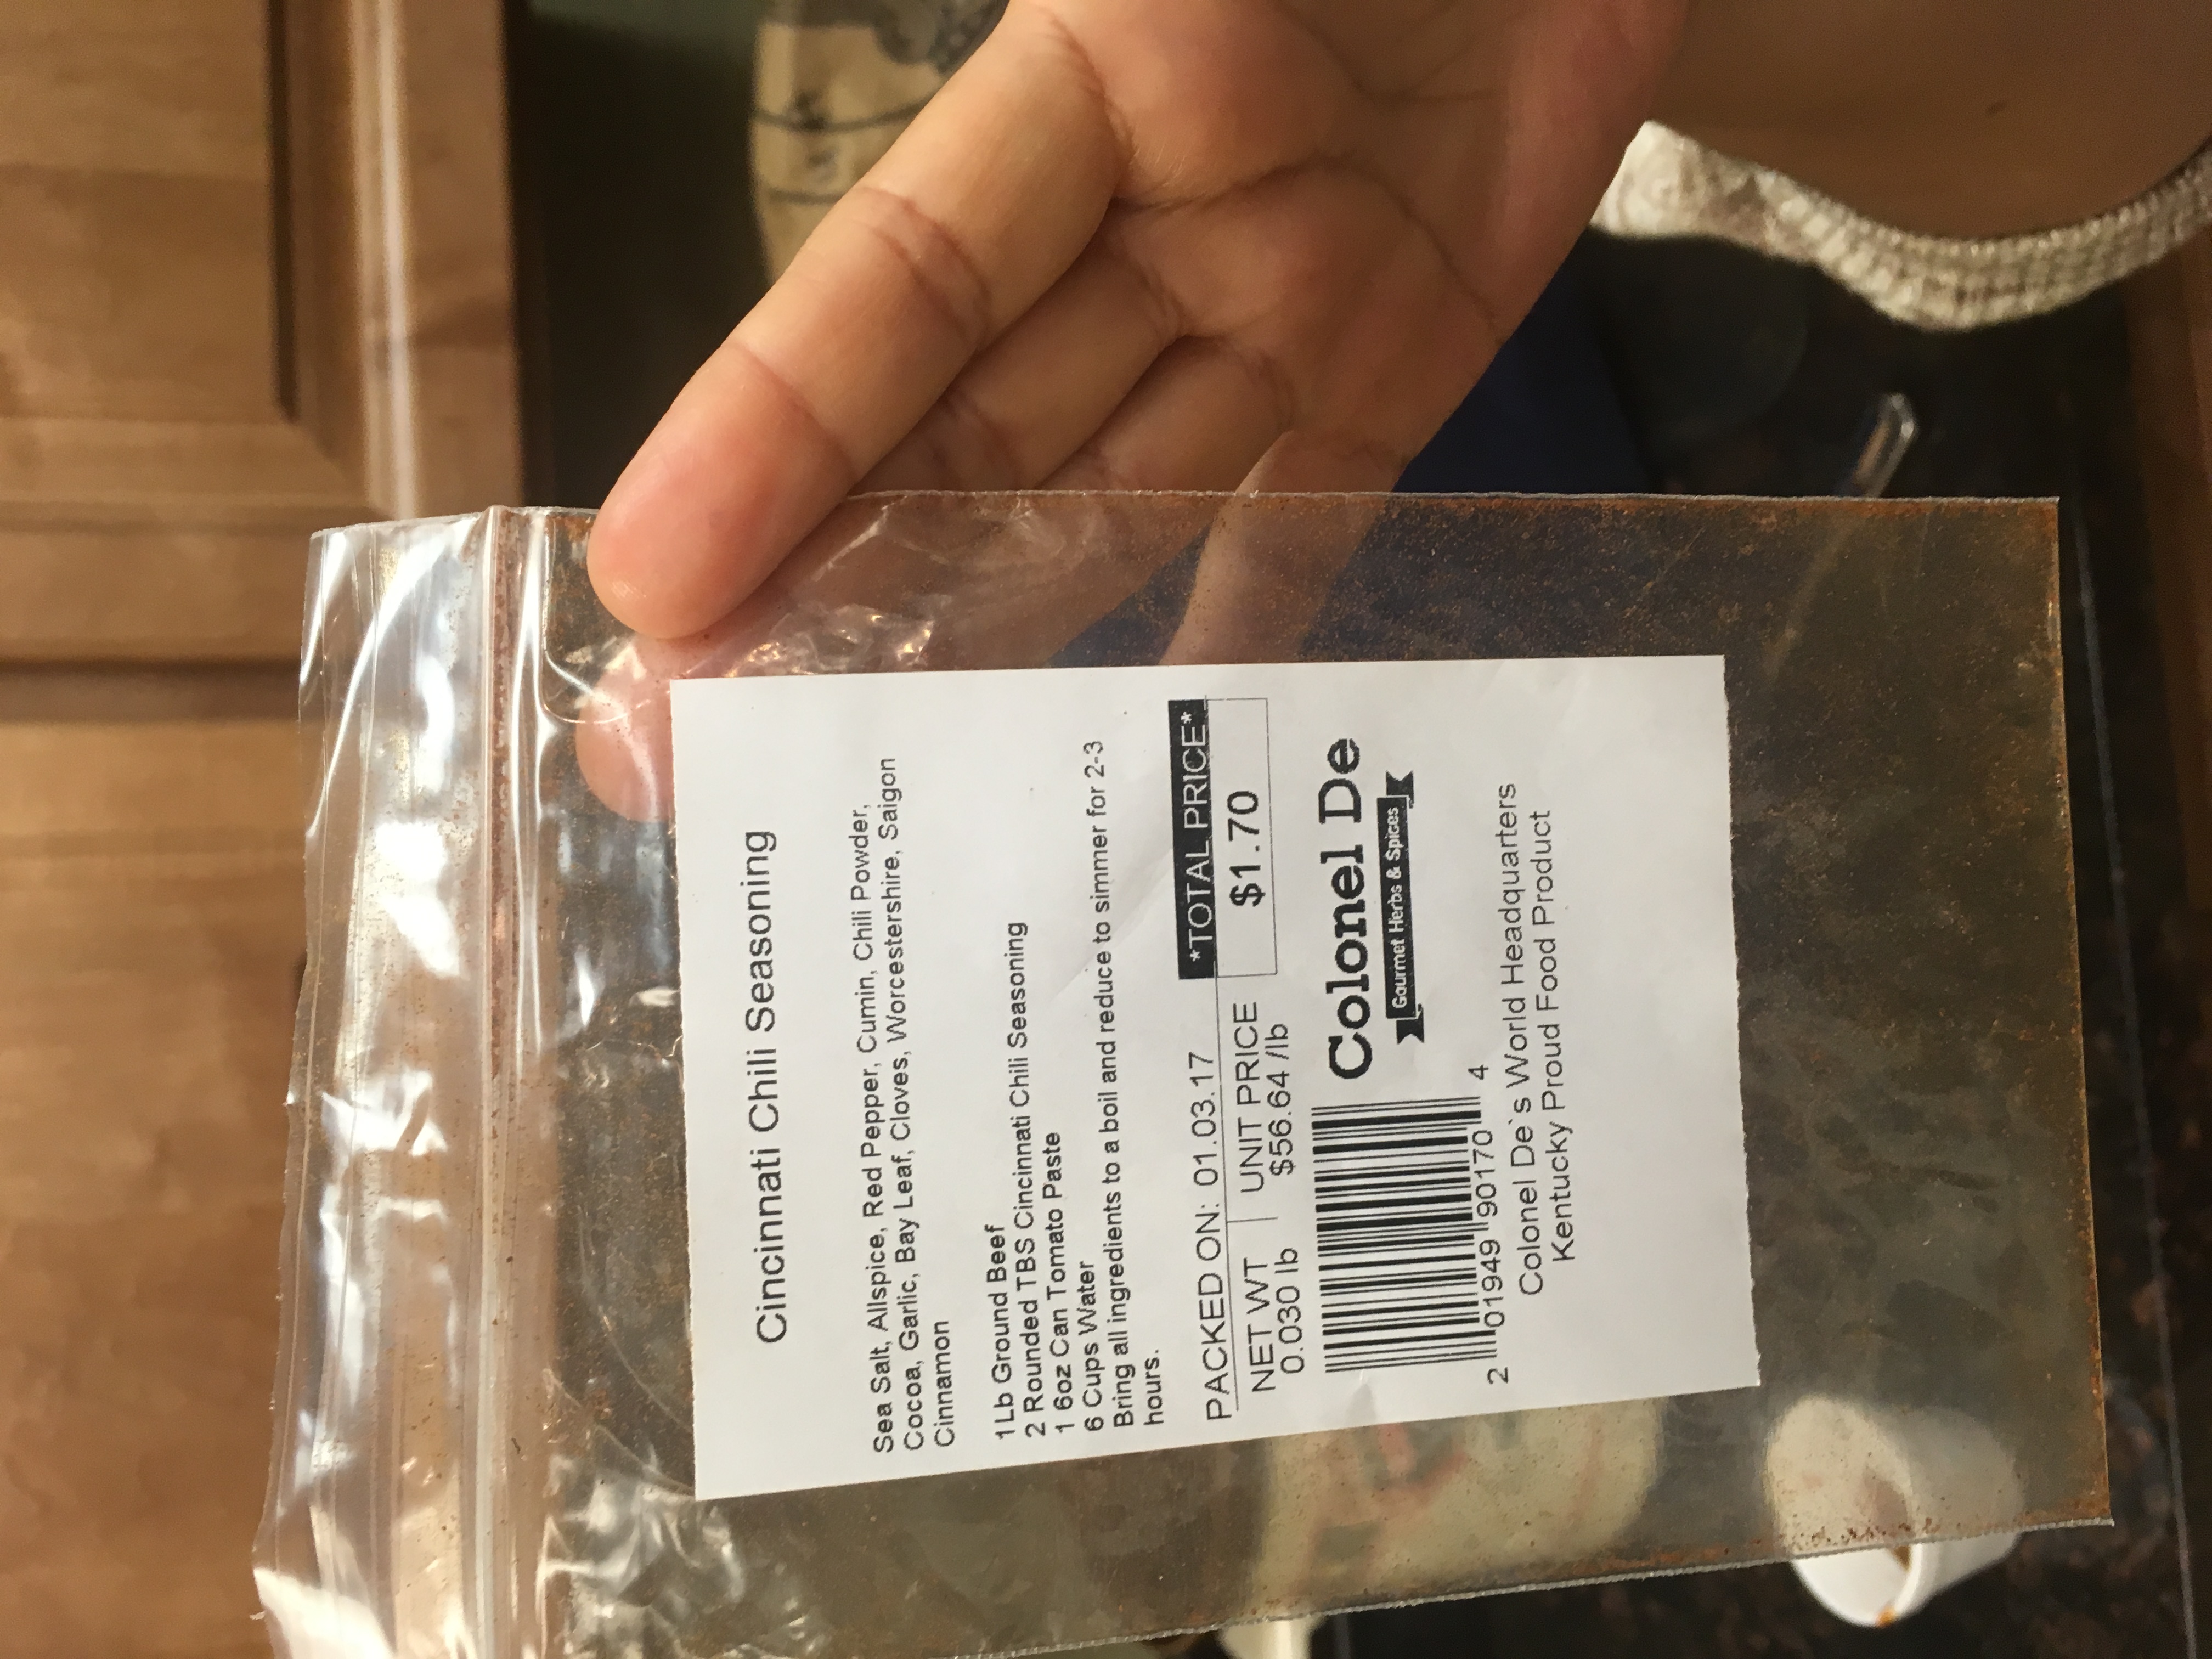 Cincinnati Chili Seasoning
Sea Salt, Allspice, Red Pepper, Cumin, Chili Powder,
Cocoa, Garlic, Bay Leaf, Cloves, Worcestershire, Saigon
Cinnamon
1 Lb Ground Beef
2 Rounded TBS Cincinnati Chili Seasoning
1 6oz Can Tomato Paste
6 Cups Water
Bring all ingredients to a boil and reduce to simmer for 2-3
hours.
PACKED ON: 01.03.17
*TOTAL PRICE*
NET WT
UNIT PRICE
$1.70
0.030 lb
$56.64 /lb
Colonel De
Gourmet Herbs & Spices
2 01949 90170 4
Colonel De`s World Headquarters
Kentucky Proud Food Product